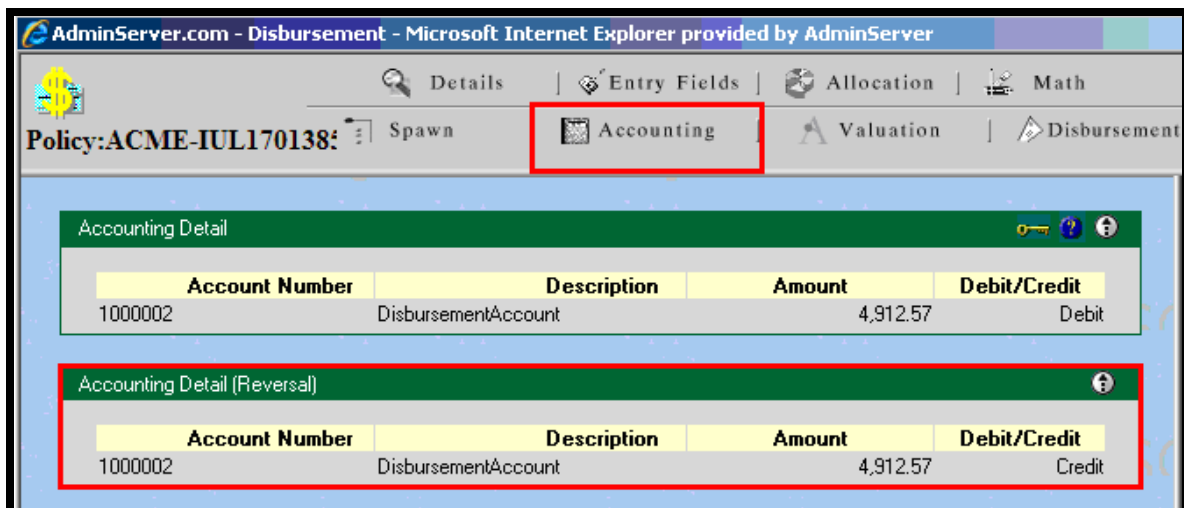 AdminServer.com - Disbursement - Microsoft Internet Explorer provided by AdminServer
Details | Entry Fields | Allocation | Math
Policy:ACME-IUL1701385 Spawn Accounting | Valuation | Disbursement
Accounting Detail
Account Number Description Amount Debit/Credit
1000002 DisbursementAccount 4,912.57 Debit
Accounting Detail (Reversal)
Account Number Description Amount Debit/Credit
1000002 DisbursementAccount 4,912.57 Credit